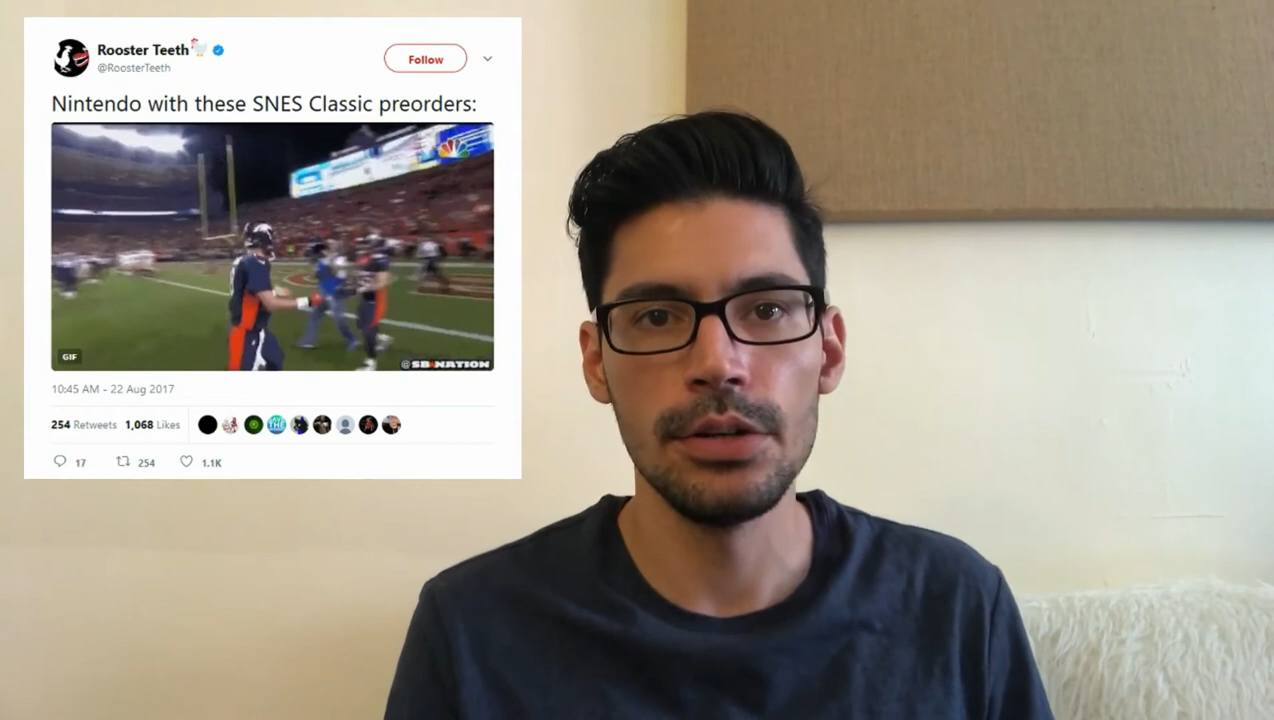 Rooster Teeth
@RoosterTeeth
Follow
Nintendo with these SNES Classic preorders:
GIF
@SBNATION
10:45 AM - 22 Aug 2017
254 Retweets 1,068 Likes
17 254 1.1K